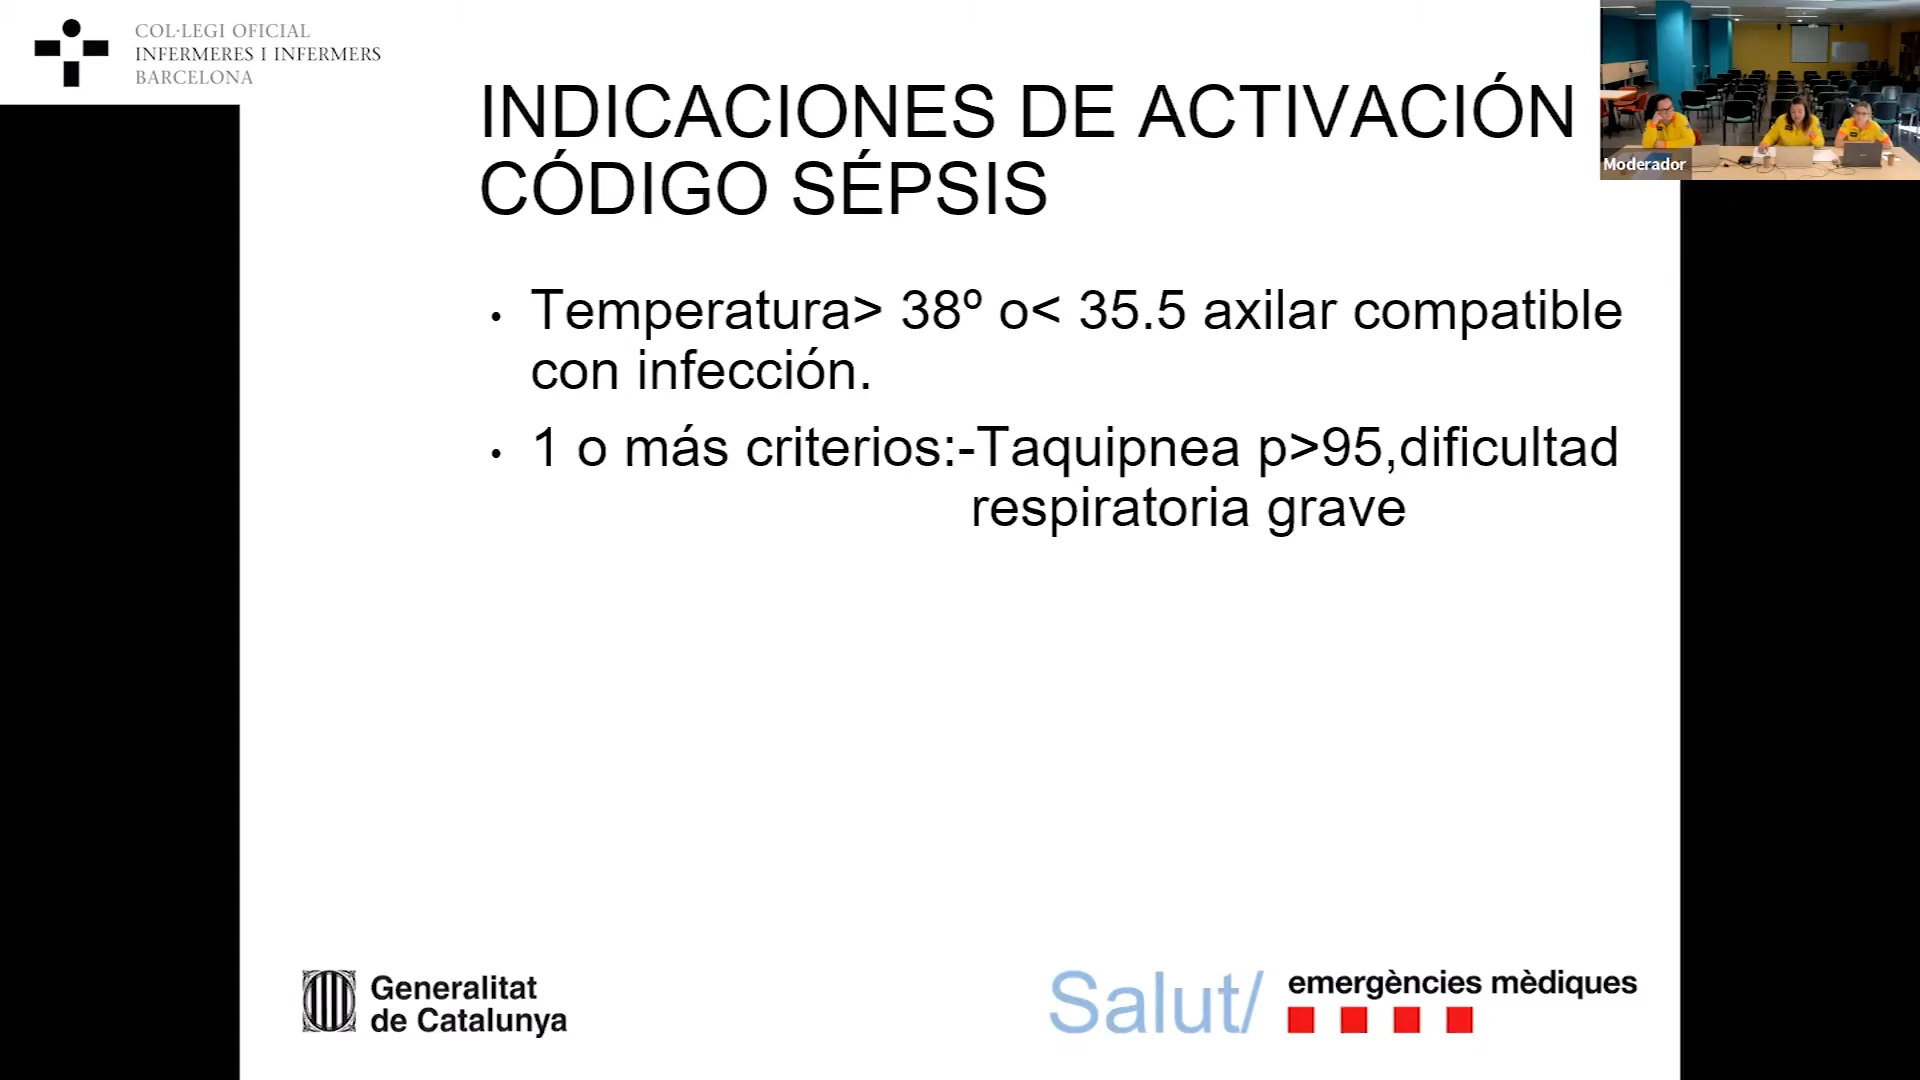 COL·LEGI OFICIAL
INFERMERES I INFERMERS
BARCELONA
INDICACIONES DE ACTIVACIÓN
CÓDIGO SÉPSIS
Moderador
• Temperatura> 38º o< 35.5 axilar compatible
con infección.
• 1 o más criterios:-Taquipnea p>95,dificultad
respiratoria grave
Generalitat
de Catalunya
Salut/
emergències mèdiques